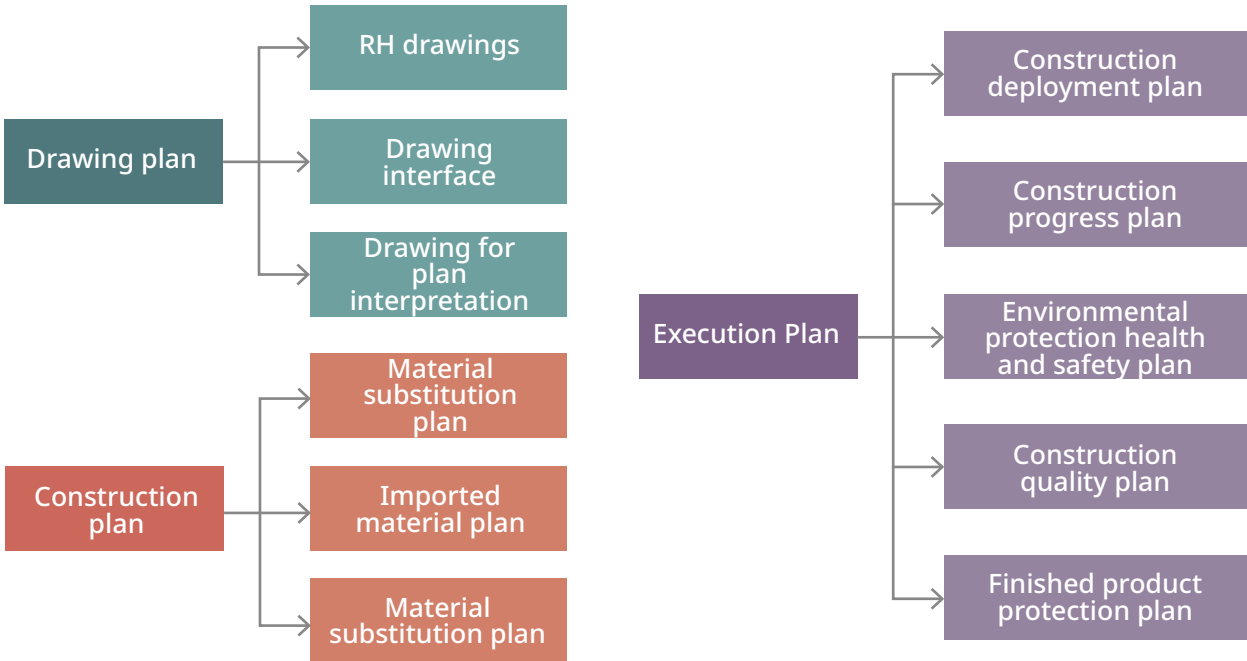 Drawing plan
RH drawings
Drawing
interface
Drawing for
plan
interpretation
Construction
plan
Material
substitution
plan
Imported
material plan
Material
substitution plan
Execution Plan
Construction
deployment plan
Construction
progress plan
Environmental
protection health
and safety plan
Construction
quality plan
Finished product
protection plan